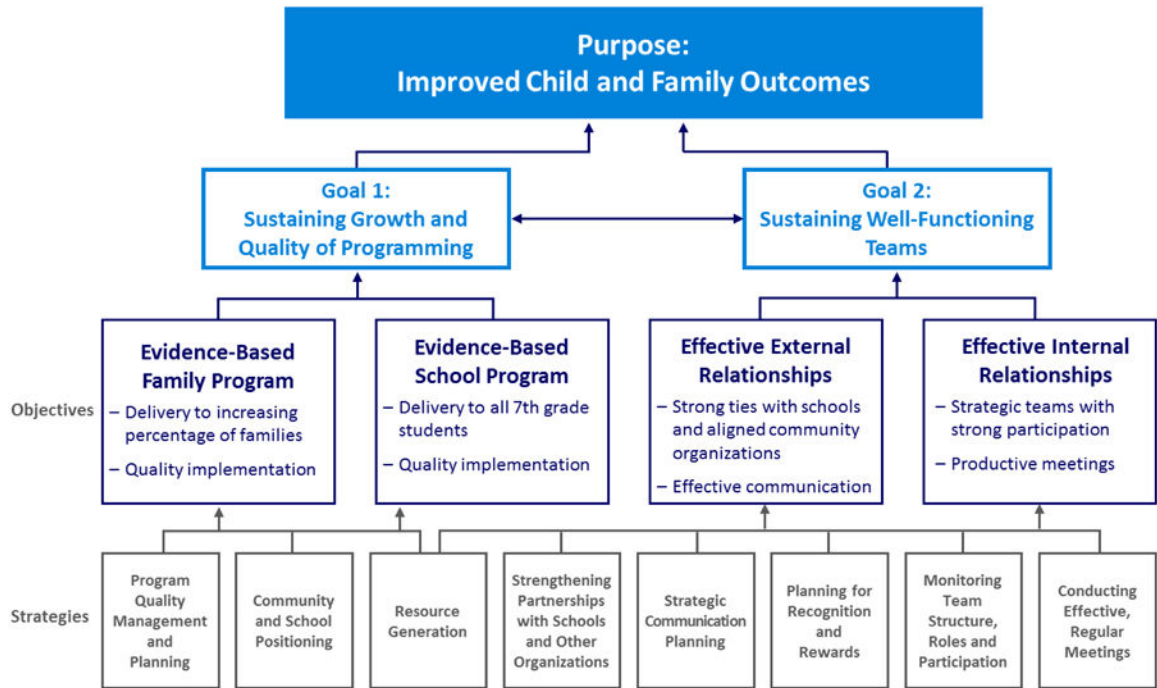 Purpose:
Improved Child and Family Outcomes
Goal 1:
Sustaining Growth and
Quality of Programming
Goal 2:
Sustaining Well-Functioning
Teams
Objectives
Evidence-Based
Family Program
– Delivery to increasing
percentage of families
– Quality implementation
Evidence-Based
School Program
– Delivery to all 7th grade
students
– Quality implementation
Effective External
Relationships
– Strong ties with schools
and aligned community
organizations
– Effective communication
Effective Internal
Relationships
– Strategic teams with
strong participation
– Productive meetings
Strategies
Program
Quality
Management
and
Planning
Community
and School
Positioning
Resource
Generation
Strengthening
Partnerships
with Schools
and Other
Organizations
Strategic
Communication
Planning
Planning for
Recognition
and
Rewards
Monitoring
Team
Structure,
Roles and
Participation
Conducting
Effective,
Regular
Meetings